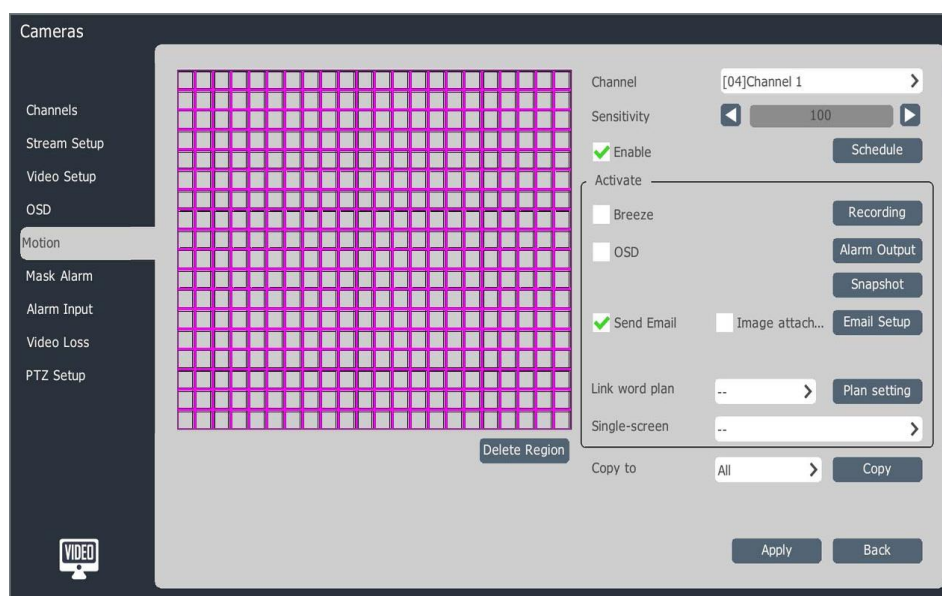 Cameras
Channels
Stream Setup
Video Setup
OSD
Motion
Mask Alarm
Alarm Input
Video Loss
PTZ Setup
VIDEO
Delete Region
Channel [04]Channel 1
Sensitivity 100
Enable Schedule
Activate
Breeze Recording
OSD Alarm Output
Snapshot
Send Email Image attach... Email Setup
Link word plan -- Plan setting
Single-screen --
Copy to All Copy
Apply Back